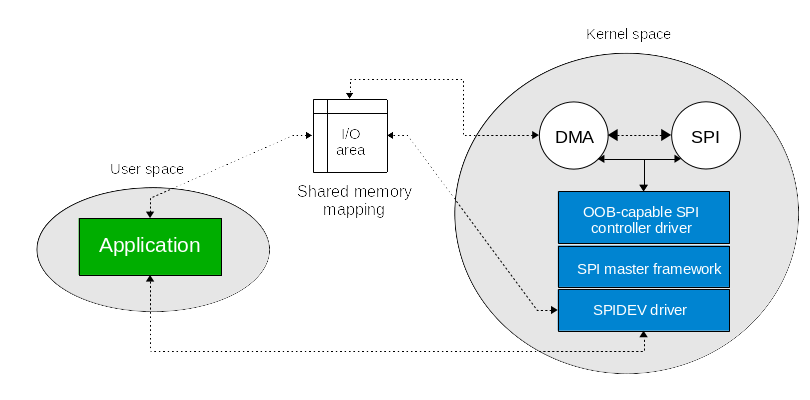 Kernel space
I/O
area
DMA
SPI
User space
Shared memory
mapping
OOB-capable SPI
controller driver
Application
SPI master framework
SPIDEV driver